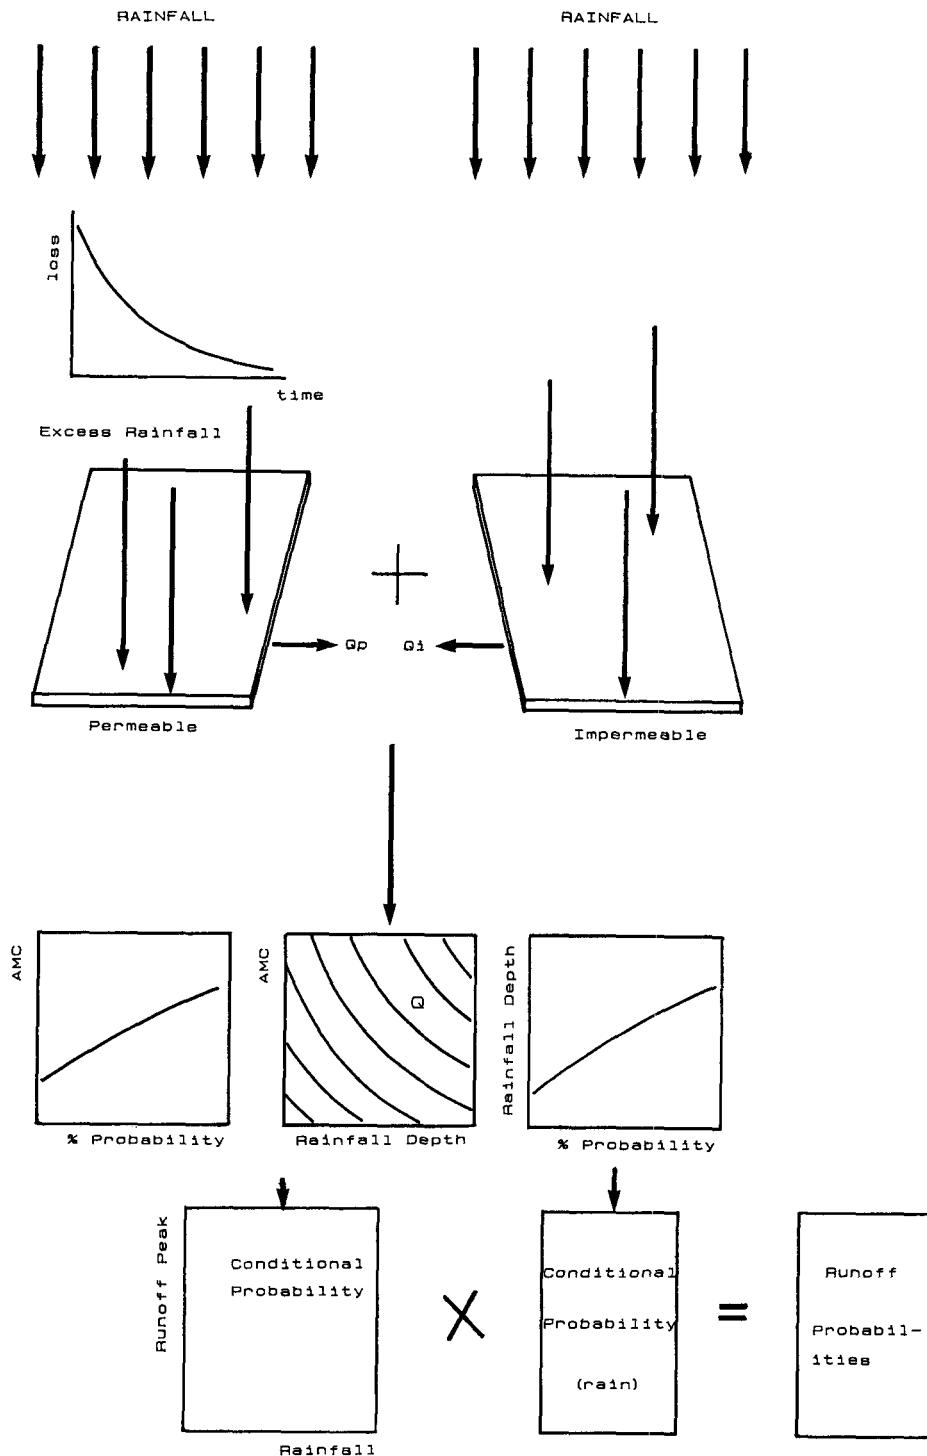 RAINFALL
RAINFALL
loss
time
Excess Rainfall
Qp
Qi
Permeable
Impermeable
AMC
% Probability
AMC
Q
Rainfall Depth
Rainfall Depth
% Probability
Runoff Peak
Conditional
Probability
Rainfall
Conditional
Probability
(rain)
Runoff
Probabil-
ities